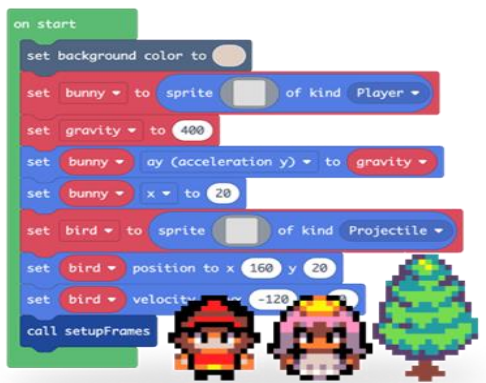 on start
set background color to
set bunny to sprite of kind Player
set gravity to 400
set bunny ay (acceleration y) to gravity
set bunny x to 20
set bird to sprite of kind Projectile
set bird position to x 160 y 20
set bird velocity -120
call setupFrames